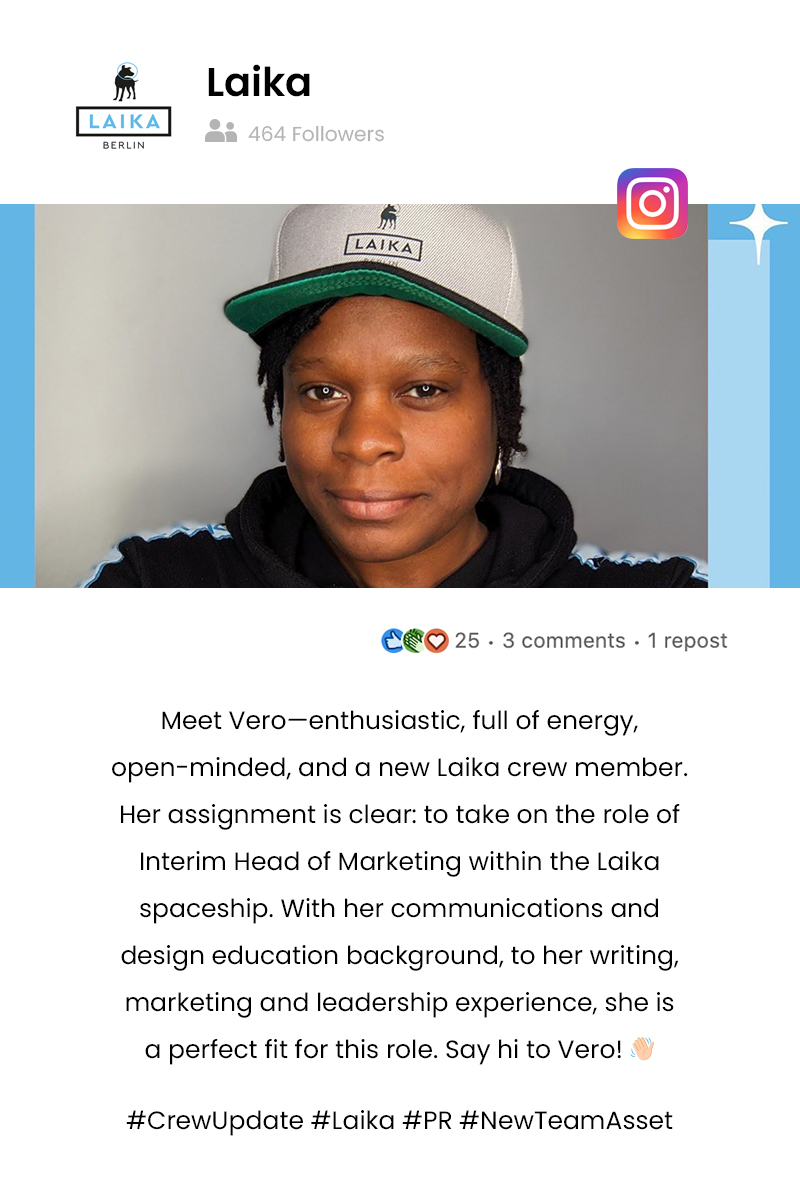 Laika
LAIKA
BERLIN
464 Followers
LAIKA
BERLIN
25 · 3 comments · 1 repost
Meet Vero—enthusiastic, full of energy,
open-minded, and a new Laika crew member.
Her assignment is clear: to take on the role of
Interim Head of Marketing within the Laika
spaceship. With her communications and
design education background, to her writing,
marketing and leadership experience, she is
a perfect fit for this role. Say hi to Vero! 👋🏻
#CrewUpdate #Laika #PR #NewTeamAsset